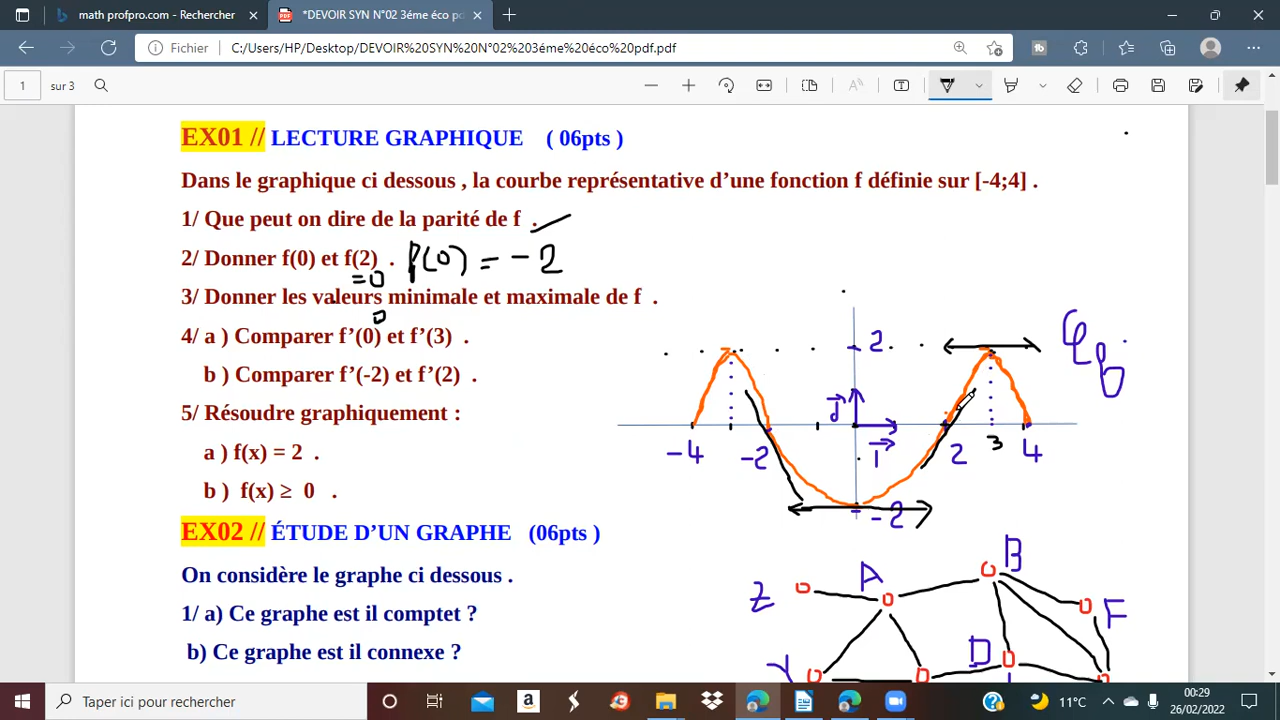 math profpro.com - Rechercher
*DEVOIR SYN N°02 3éme éco pd
Fichier
C:/Users/HP/Desktop/DEVOIR%20SYN%20N°02%203éme%20éco%20pdf.pdf
1 sur 3
EX01 // LECTURE GRAPHIQUE ( 06pts )
Dans le graphique ci dessous , la courbe représentative d’une fonction f définie sur [-4;4] .
1/ Que peut on dire de la parité de f .
2/ Donner f(0) et f(2) . f(0) = -2
=0
3/ Donner les valeurs minimale et maximale de f .
0
4/ a ) Comparer f’(0) et f’(3) .
b ) Comparer f’(-2) et f’(2) .
5/ Résoudre graphiquement :
a ) f(x) = 2 .
b ) f(x) ≥ 0 .
2
-4 -2 2 3 4
-2
EX02 // ÉTUDE D’UN GRAPHE (06pts )
On considère le graphe ci dessous .
1/ a) Ce graphe est il comptet ?
b) Ce graphe est il connexe ?
Z A B F
D
Taper ici pour rechercher
11°C
00:29
26/02/2022